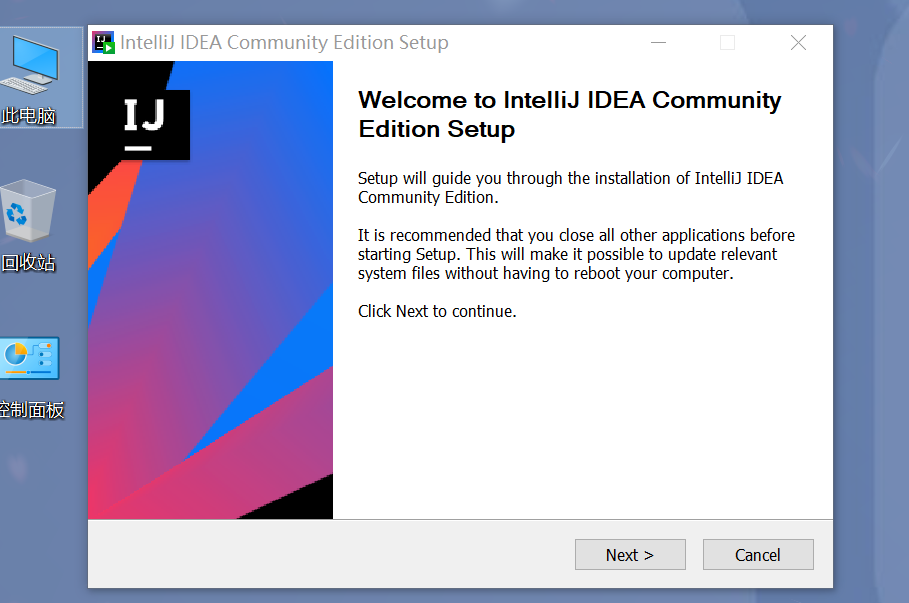 IntelliJ IDEA Community Edition Setup
此电脑
回收站
控制面板
IJ
Welcome to IntelliJ IDEA Community
Edition Setup
Setup will guide you through the installation of IntelliJ IDEA
Community Edition.
It is recommended that you close all other applications before
starting Setup. This will make it possible to update relevant
system files without having to reboot your computer.
Click Next to continue.
Next >
Cancel